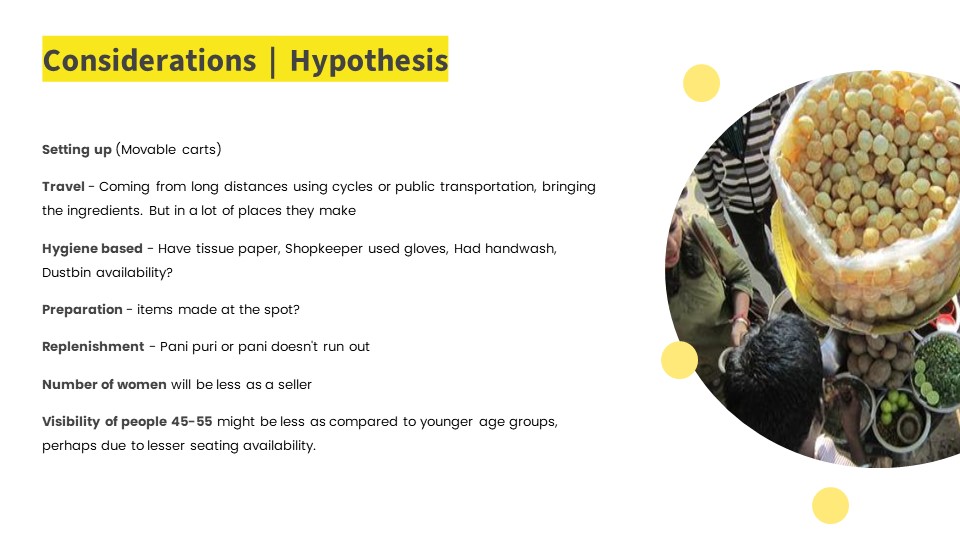 Considerations | Hypothesis
Setting up (Movable carts)
Travel - Coming from long distances using cycles or public transportation, bringing
the ingredients. But in a lot of places they make
Hygiene based - Have tissue paper, Shopkeeper used gloves, Had handwash,
Dustbin availability?
Preparation - items made at the spot?
Replenishment - Pani puri or pani doesn't run out
Number of women will be less as a seller
Visibility of people 45-55 might be less as compared to younger age groups,
perhaps due to lesser seating availability.